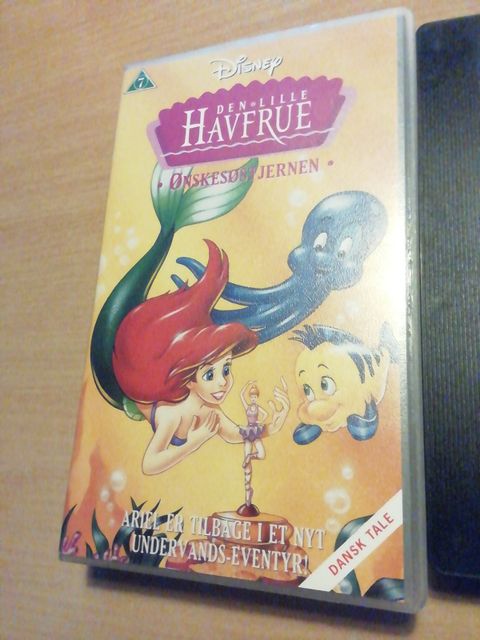 7
Disney
DEN LILLE
HAVFRUE
• ØNSKESØSTJERNEN •
ARIEL ER TILBAGE I ET NYT
UNDERVANDS-EVENTYR!
DANSK TALE